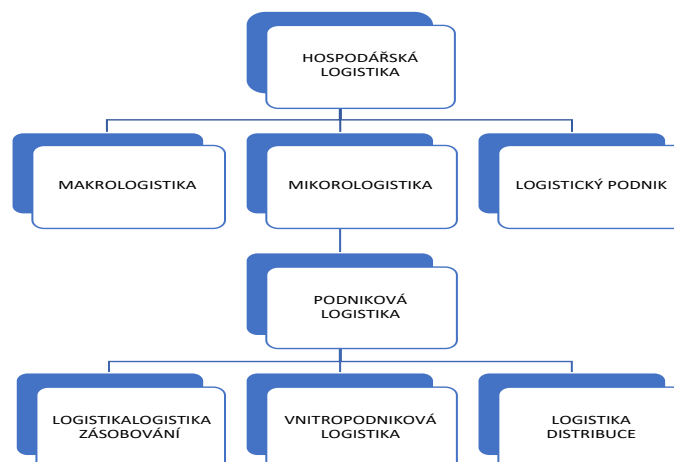 HOSPODÁŘSKÁ
LOGISTIKA
MAKROLOGISTIKA
MIKOROLOGISTIKA
LOGISTICKÝ PODNIK
PODNIKOVÁ
LOGISTIKA
LOGISTIKALOGISTIKA
ZÁSOBOVÁNÍ
VNITROPODNIKOVÁ
LOGISTIKA
LOGISTIKA
DISTRIBUCE